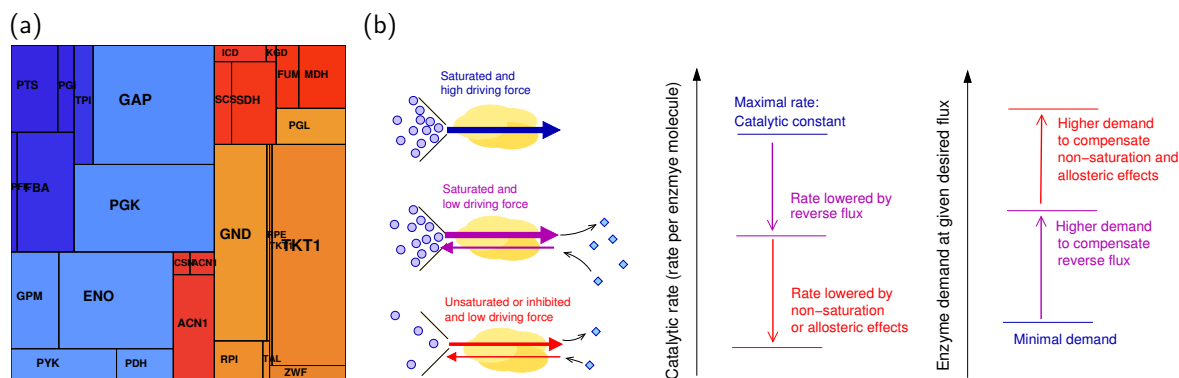 (a)
(b)
PTS
PGI
TPI
GAP
ICD
KGD
SCS
SDH
FUM
MDH
PGL
PFK
FBA
PGK
GND
RPE
TKT1
TKT1
GPM
ENO
CSN
ACN1
ACN1
PYK
PDH
RPI
TAL
ZWF
Saturated and
high driving force
Saturated and
low driving force
Unsaturated or inhibited
and low driving force
Catalytic rate (rate per enzmye molecule)
Maximal rate:
Catalytic constant
Rate lowered by
reverse flux
Rate lowered by
non−saturation
or allosteric effects
Enzyme demand at given desired flux
Higher demand
to compensate
non−saturation and
allosteric effects
Higher demand
to compensate
reverse flux
Minimal demand